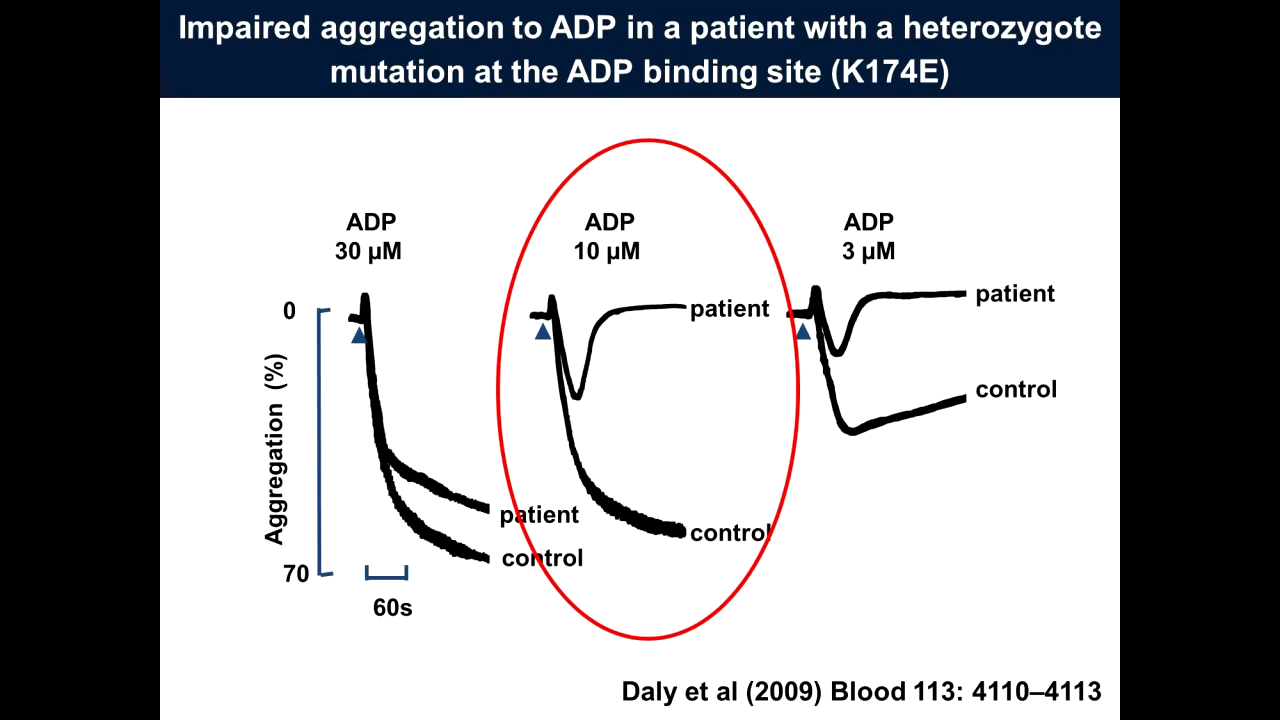 Impaired aggregation to ADP in a patient with a heterozygote
mutation at the ADP binding site (K174E)
ADP
30 µM
ADP
10 µM
ADP
3 µM
0
Aggregation (%)
70
60s
patient
control
patient
control
patient
control
Daly et al (2009) Blood 113: 4110–4113